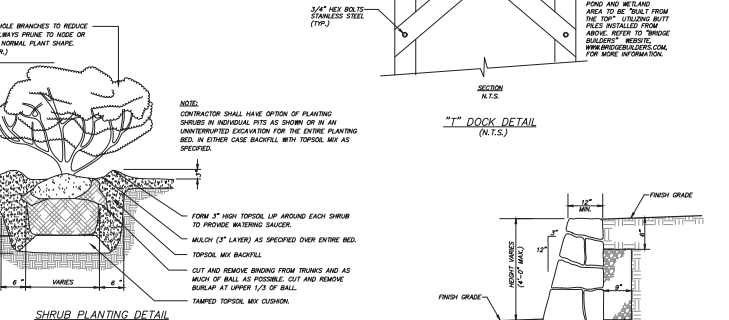 HOLE BRANCHES TO REDUCE
LWAYS PRUNE TO NODE OR
NORMAL PLANT SHAPE.
R.)
NOTE:
CONTRACTOR SHALL HAVE OPTION OF PLANTING
SHRUBS IN INDIVIDUAL PITS AS SHOWN OR IN AN
UNINTERRUPTED EXCAVATION FOR THE ENTIRE PLANTING
BED. IN EITHER CASE BACKFILL WITH TOPSOIL MIX AS
SPECIFIED.
3"
FORM 3" HIGH TOPSOIL LIP AROUND EACH SHRUB
TO PROVIDE WATERING SAUCER.
MULCH (3" LAYER) AS SPECIFIED OVER ENTIRE BED.
TOPSOIL MIX BACKFILL
CUT AND REMOVE BINDING FROM TRUNKS AND AS
MUCH OF BALL AS POSSIBLE. CUT AND REMOVE
BURLAP AT UPPER 1/3 OF BALL.
TAMPED TOPSOIL MIX CUSHION.
6 "
VARIES
6 "
SHRUB PLANTING DETAIL
3/4" HEX BOLTS
STAINLESS STEEL
(TYP.)
POND AND WETLAND
AREA TO BE "BUILT FROM
THE TOP" UTILIZING BUTT
PILES INSTALLED FROM
ABOVE. REFER TO "BRIDGE
BUILDERS" WEBSITE,
WWW.BRIDGEBUILDERS.COM,
FOR MORE INFORMATION.
SECTION
N.T.S.
"T" DOCK DETAIL
(N.T.S.)
12"
MIN.
FINISH GRADE
3"
12"
6"
HEIGHT VARIES
(4'-0" MAX.)
9"
FINISH GRADE